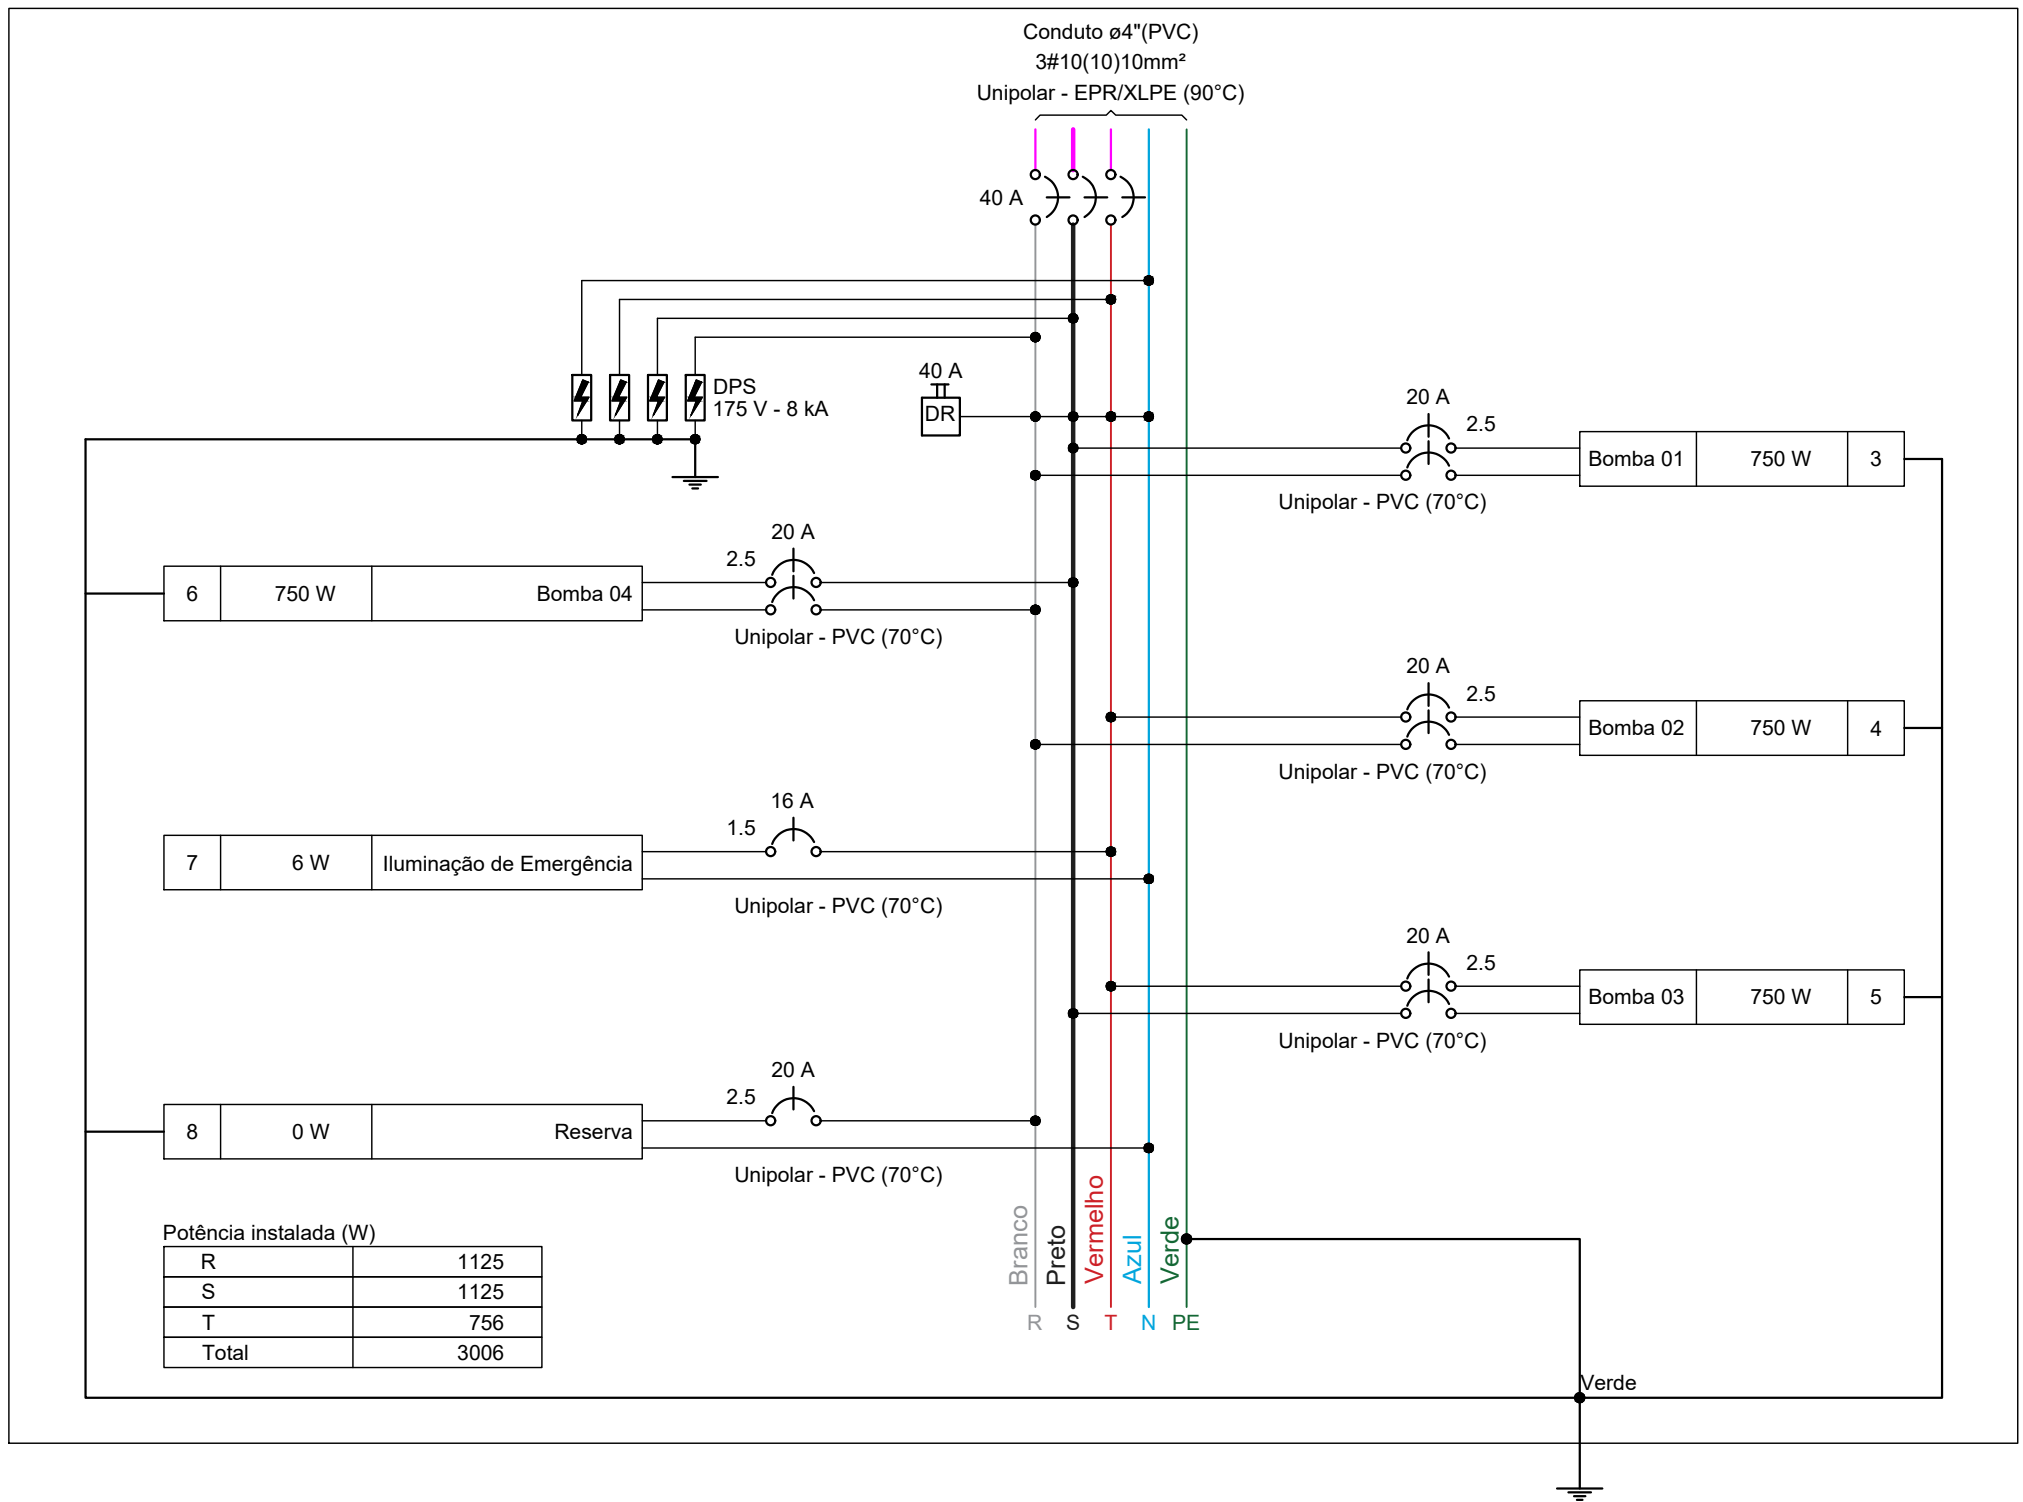 Conduto ø4"(PVC)
3#10(10)10mm²
Unipolar - EPR/XLPE (90°C)
40 A
DPS
175 V - 8 kA
40 A
DR
20 A
2.5
Bomba 01 750 W 3
Unipolar - PVC (70°C)
20 A
2.5
6 750 W Bomba 04
Unipolar - PVC (70°C)
20 A
2.5
Bomba 02 750 W 4
Unipolar - PVC (70°C)
16 A
1.5
7 6 W Iluminação de Emergência
Unipolar - PVC (70°C)
20 A
2.5
Bomba 03 750 W 5
Unipolar - PVC (70°C)
20 A
2.5
8 0 W Reserva
Unipolar - PVC (70°C)
Potência instalada (W)
R 1125
S 1125
T 756
Total 3006
Branco
Preto
Vermelho
Azul
Verde
R S T N PE
Verde